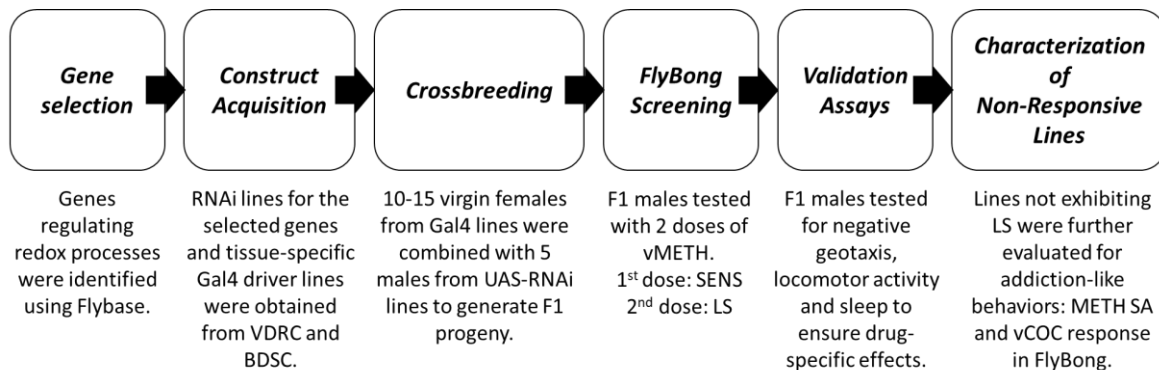 Gene
selection
Construct
Acquisition
Crossbreeding
FlyBong
Screening
Validation
Assays
Characterization
of
Non-Responsive
Lines
Genes
regulating
redox processes
were identified
using Flybase.
RNAi lines for the
selected genes
and tissue-specific
Gal4 driver lines
were obtained
from VDRC and
BDSC.
10-15 virgin females
from Gal4 lines were
combined with 5
males from UAS-RNAi
lines to generate F1
progeny.
F1 males tested
with 2 doses of
vMETH.
1st dose: SENS
2nd dose: LS
F1 males tested
for negative
geotaxis,
locomotor activity
and sleep to
ensure drug-
specific effects.
Lines not exhibiting
LS were further
evaluated for
addiction-like
behaviors: METH SA
and vCOC response
in FlyBong.